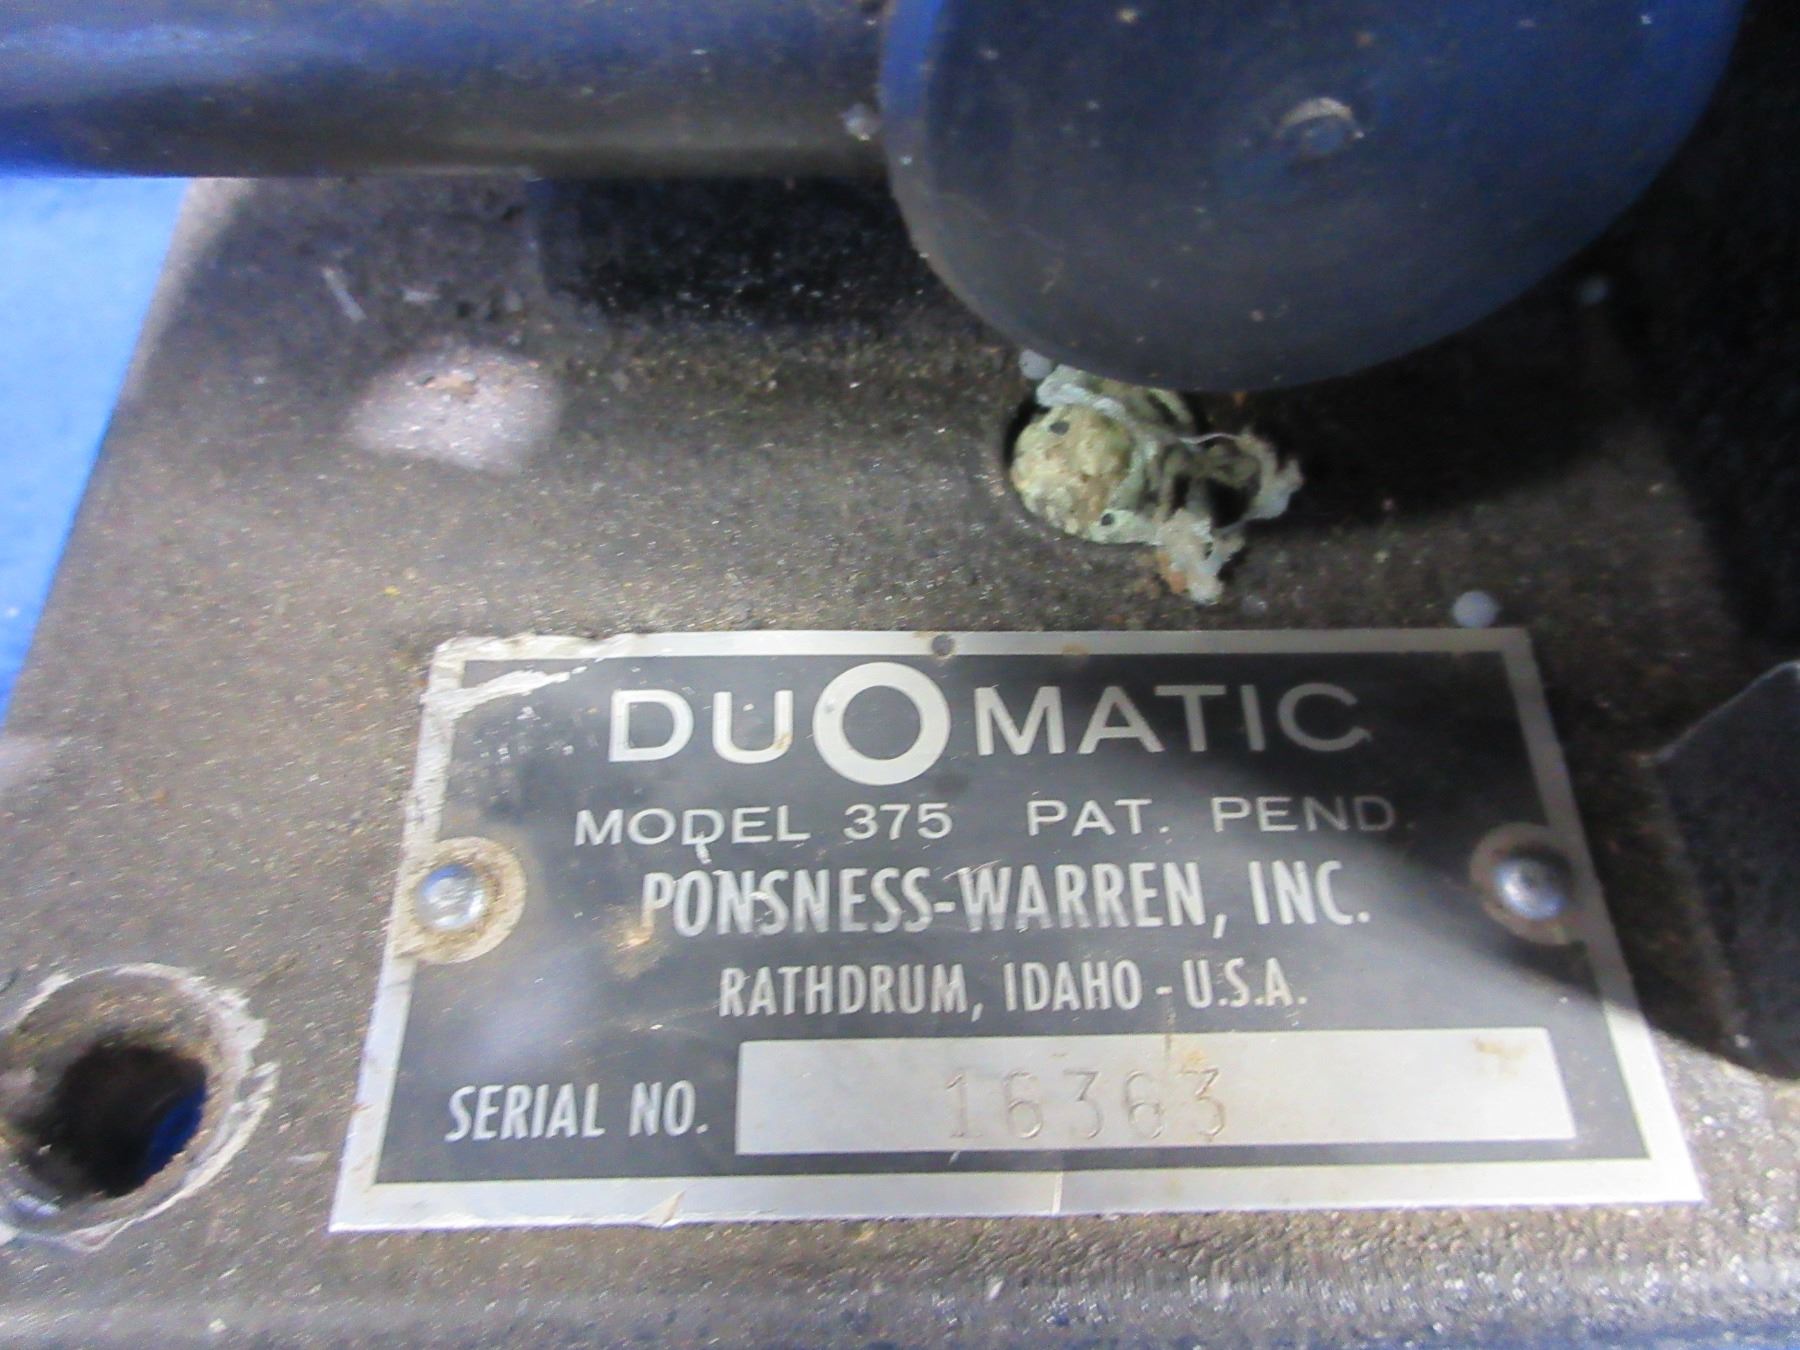 DUOMATIC
MODEL 375 PAT. PEND.
PONSNESS-WARREN, INC.
RATHDRUM, IDAHO - U.S.A.
SERIAL NO. 16363